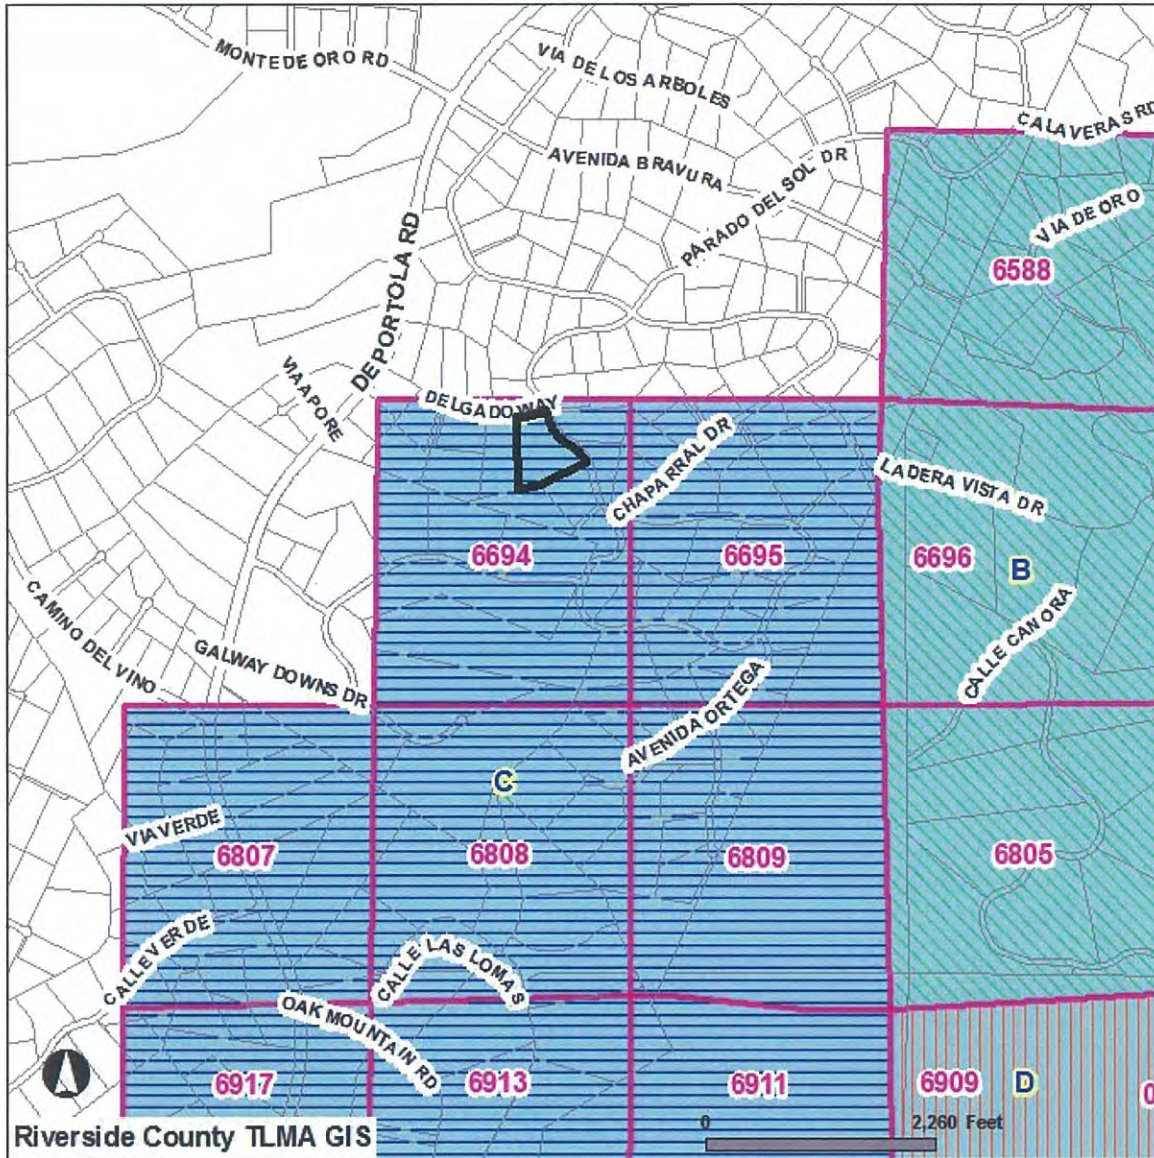 MONTE DE ORO RD
VIA DE LOS ARBOLES
CALAVERAS RD
AVENIDA BRAVURA
PARADO DEL SOL DR
VIA DE ORO
6588
DE PORTOLA RD
VIA APORE
DELGADO WAY
CHAPARRAL DR
LADERA VISTA DR
6694
6695
6696
B
CALLE CANORA
CAMINO DEL VINO
GALWAY DOWNS DR
AVENIDA ORTEGA
C
VIA VERDE
6807
6808
6809
6805
CALLE VERDE
CALLE LAS LOMAS
OAK MOUNTAIN RD
6917
6913
6911
6909
D
0
0
2,260 Feet
Riverside County TLMA GIS